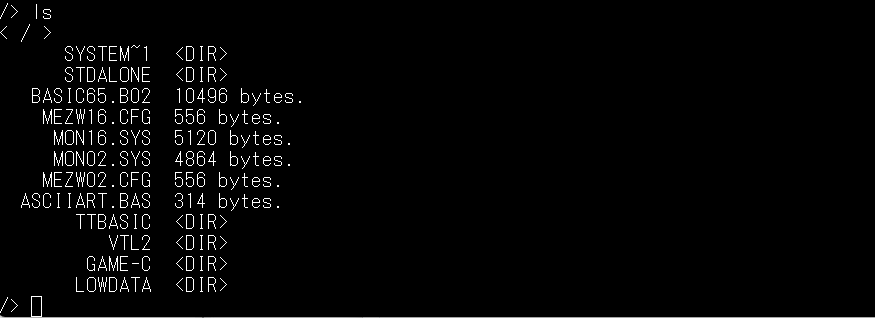 /> ls
< / >
SYSTEM~1 <DIR>
STDALONE <DIR>
BASIC65.B02 10496 bytes.
MEZW16.CFG 556 bytes.
MON16.SYS 5120 bytes.
MON02.SYS 4864 bytes.
MEZW02.CFG 556 bytes.
ASCIIART.BAS 314 bytes.
TTBASIC <DIR>
VTL2 <DIR>
GAME-C <DIR>
LOWDATA <DIR>
/>